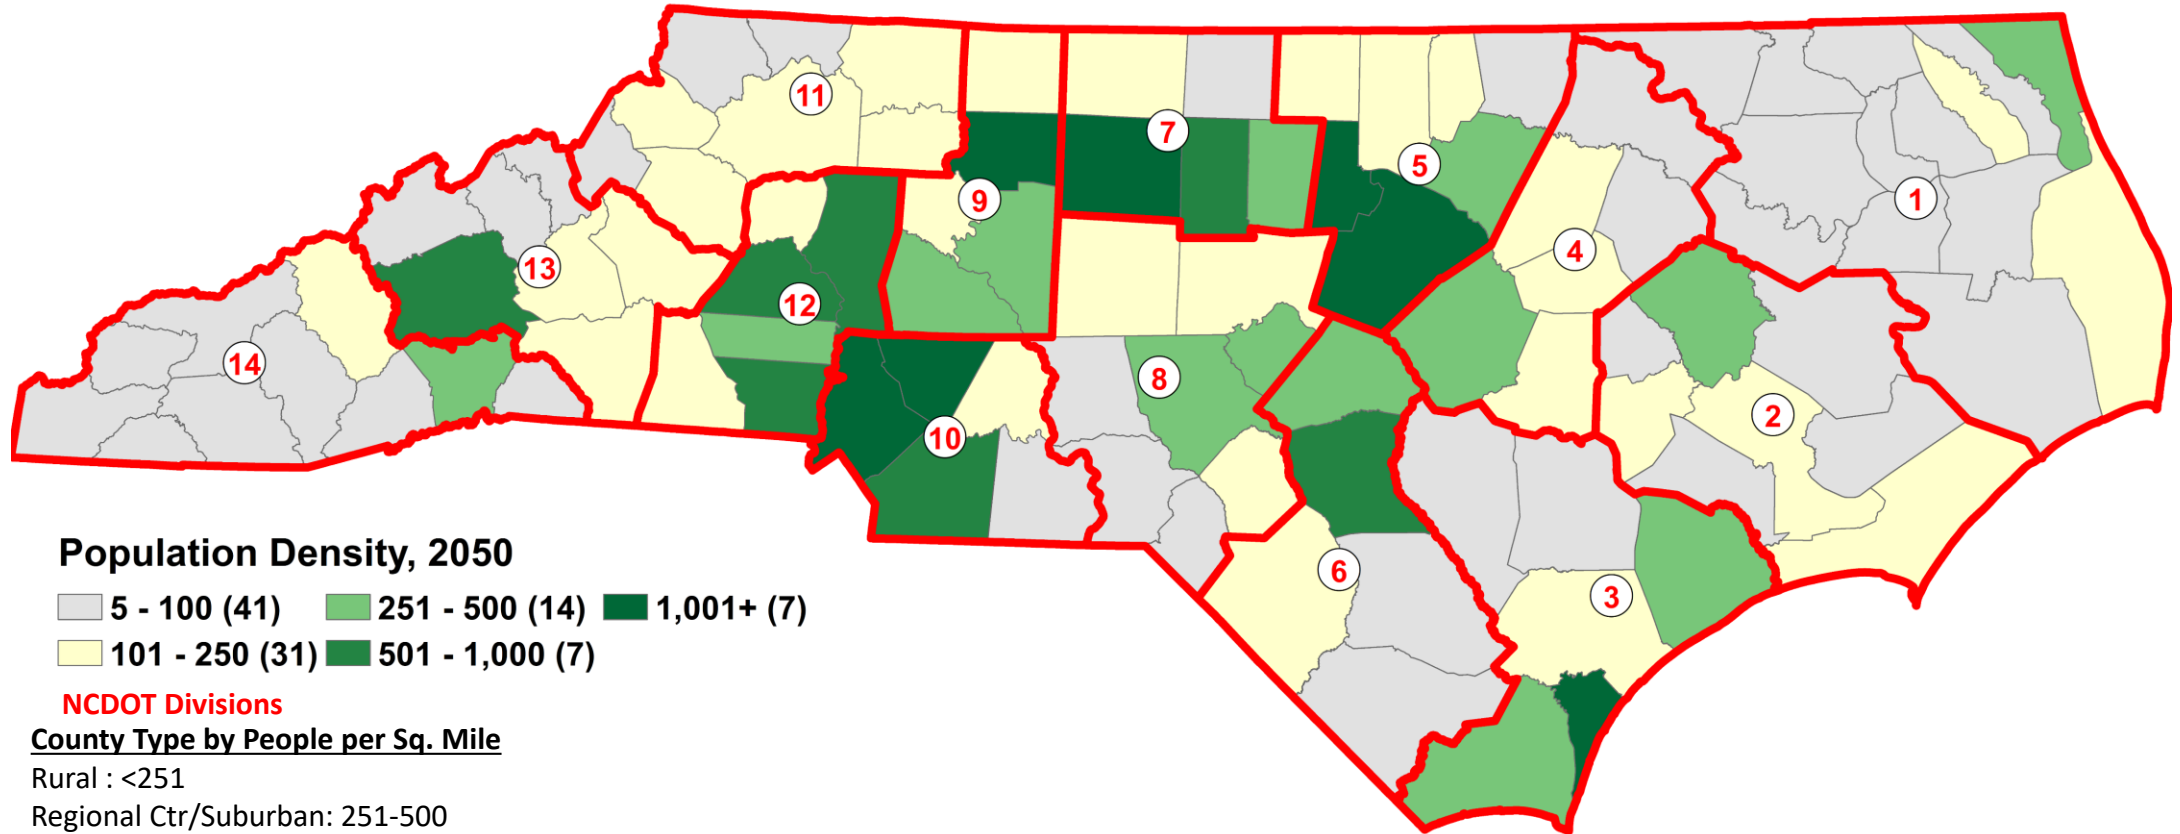 11
7
5
9
1
4
13
12
14
8
2
10
6
3
Population Density, 2050
5 - 100 (41) 251 - 500 (14) 1,001+ (7)
101 - 250 (31) 501 - 1,000 (7)
NCDOT Divisions
County Type by People per Sq. Mile
Rural : <251
Regional Ctr/Suburban: 251-500